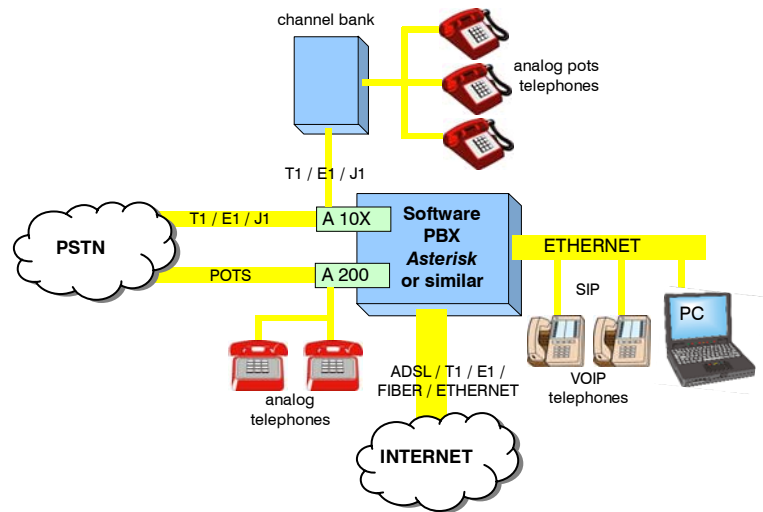 channel bank
analog pots
telephones
T1 / E1 / J1
T1 / E1 / J1
A 10X
Software
PBX
Asterisk
or similar
PSTN
ETHERNET
POTS
A 200
SIP
PC
analog
telephones
ADSL / T1 / E1 /
FIBER / ETHERNET
VOIP
telephones
INTERNET